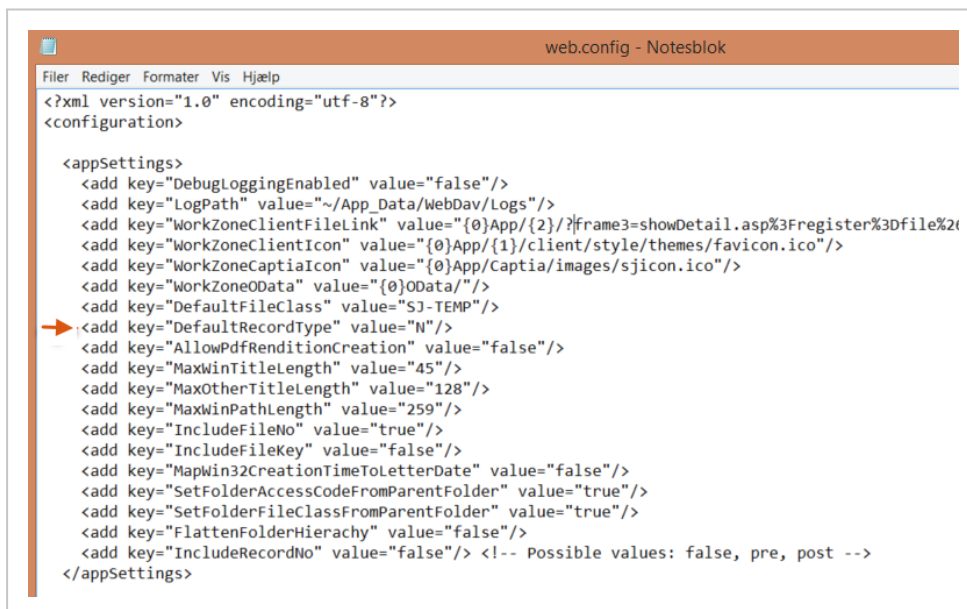 web.config - Notesblok
Filer Rediger Formater Vis Hjælp
<?xml version="1.0" encoding="utf-8"?>
<configuration>
<appSettings>
<add key="DebugLoggingEnabled" value="false"/>
<add key="LogPath" value="~/App_Data/WebDav/Logs"/>
<add key="WorkZoneClientFileLink" value="{0}App/{2}/?frame3=showDetail.asp%3Fregister%3Dfile%26
<add key="WorkZoneClientIcon" value="{0}App/{1}/client/style/themes/favicon.ico"/>
<add key="WorkZoneCaptiaIcon" value="{0}App/Captia/images/sjicon.ico"/>
<add key="WorkZoneOData" value="{0}OData/"/>
<add key="DefaultFileClass" value="SJ-TEMP"/>
<add key="DefaultRecordType" value="N"/>
<add key="AllowPdfRenditionCreation" value="false"/>
<add key="MaxWinTitleLength" value="45"/>
<add key="MaxOtherTitleLength" value="128"/>
<add key="MaxWinPathLength" value="259"/>
<add key="IncludeFileNo" value="true"/>
<add key="IncludeFileKey" value="false"/>
<add key="MapWin32CreationTimeToLetterDate" value="false"/>
<add key="SetFolderAccessCodeFromParentFolder" value="true"/>
<add key="SetFolderFileClassFromParentFolder" value="true"/>
<add key="FlattenFolderHierachy" value="false"/>
<add key="IncludeRecordNo" value="false"/> <!-- Possible values: false, pre, post -->
</appSettings>